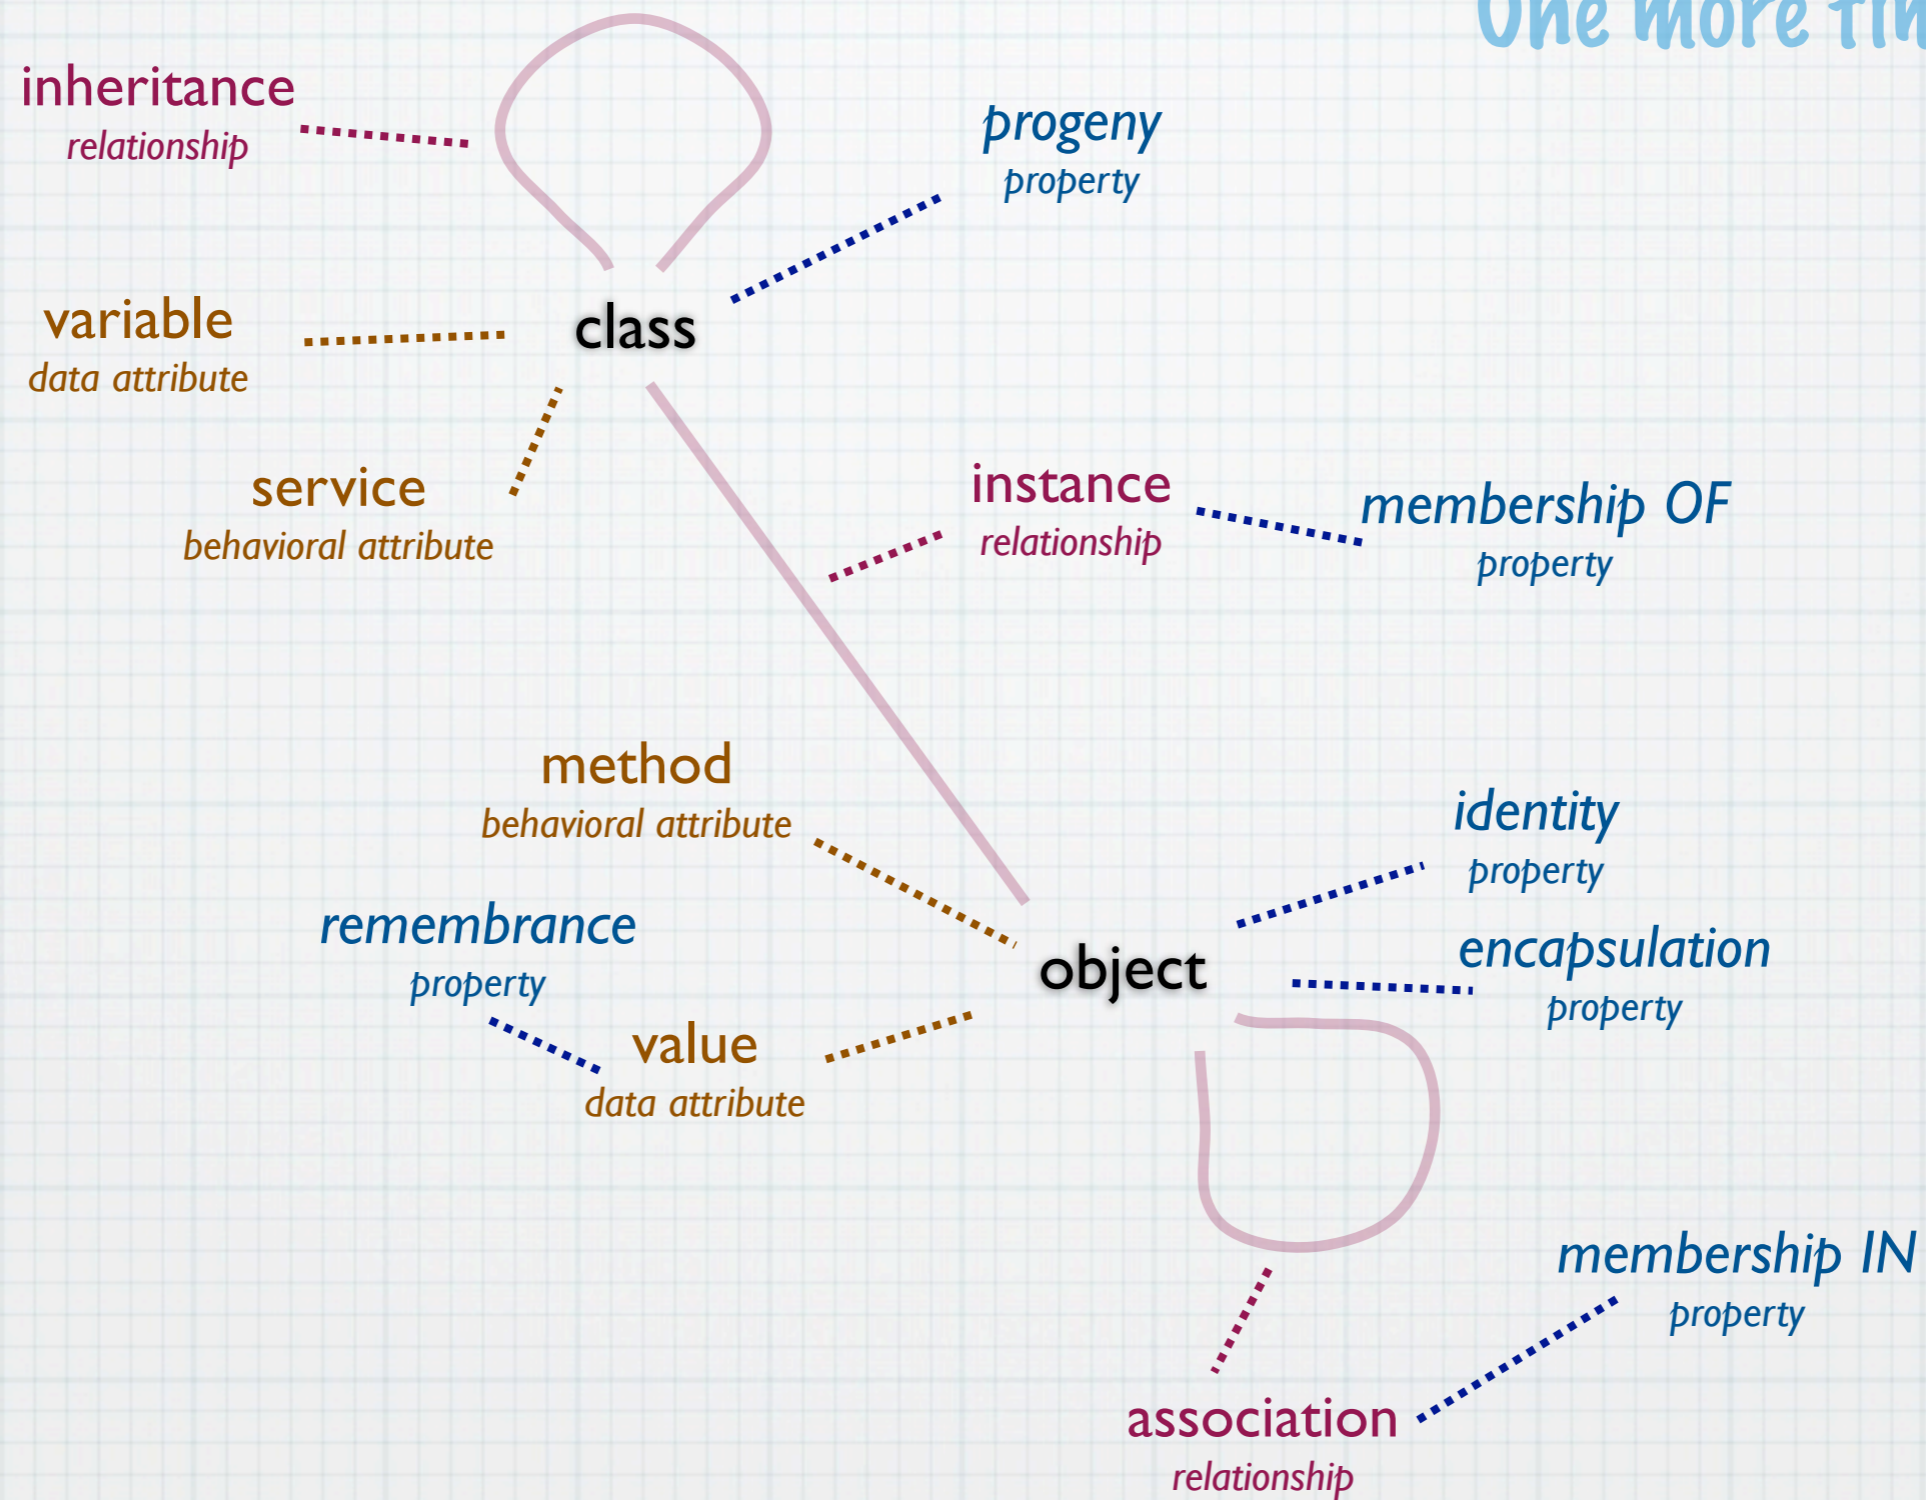 One more
inheritance
relationship
progeny
property
variable
data attribute
class
service
behavioral attribute
instance
relationship
membership OF
property
method
behavioral attribute
identity
property
remembrance
property
object
encapsulation
property
value
data attribute
membership IN
property
association
relationship